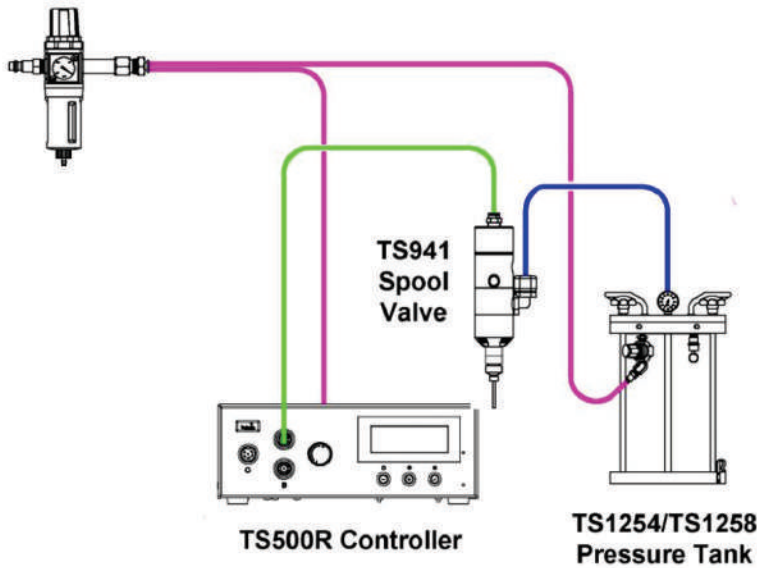 TS941
Spool
Valve
TS500R Controller
TS1254/TS1258
Pressure Tank